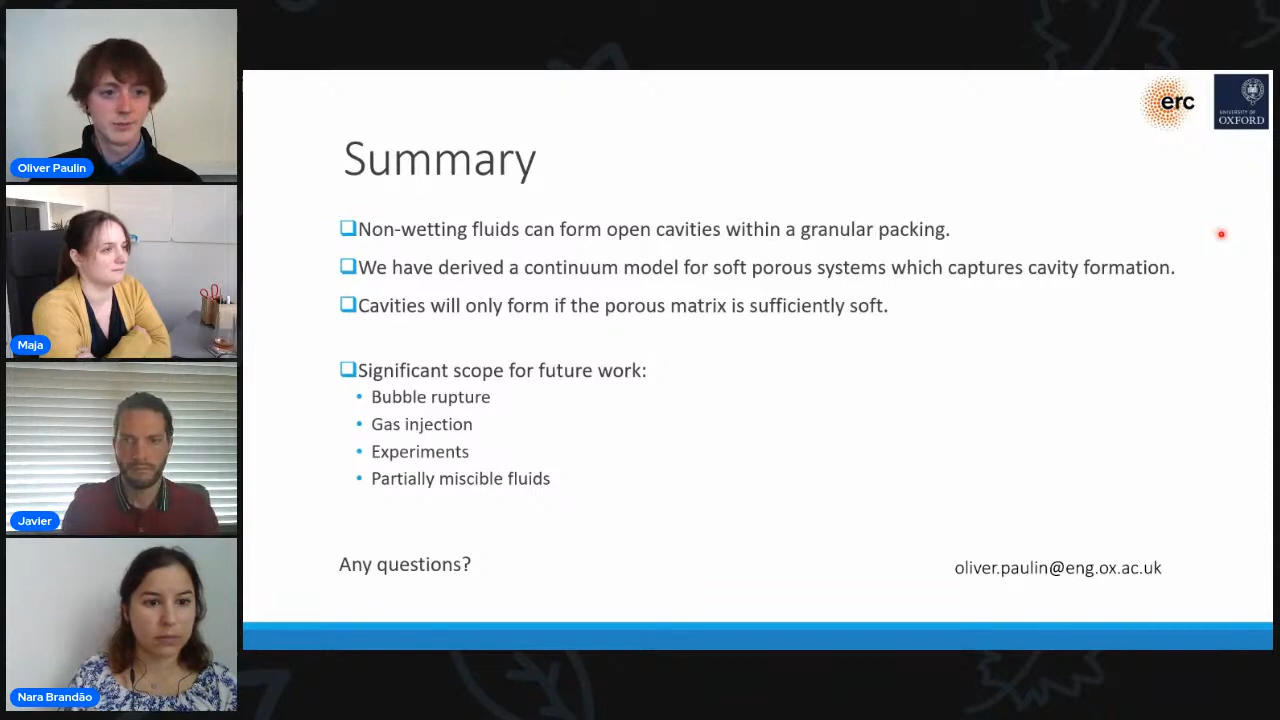 Oliver Paulin
Maja
Javier
Nara Brandão
erc
UNIVERSITY OF
OXFORD
Summary
Non-wetting fluids can form open cavities within a granular packing.
We have derived a continuum model for soft porous systems which captures cavity formation.
Cavities will only form if the porous matrix is sufficiently soft.
Significant scope for future work:
• Bubble rupture
• Gas injection
• Experiments
• Partially miscible fluids
Any questions?
oliver.paulin@eng.ox.ac.uk